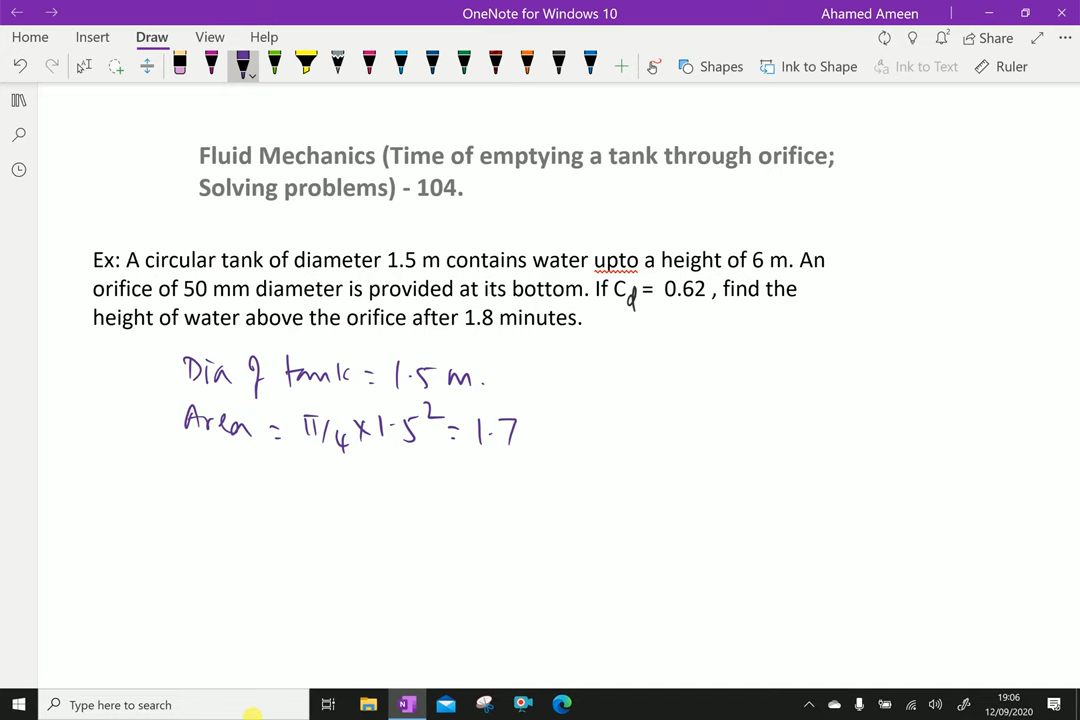 OneNote for Windows 10
Ahamed Ameen
Home Insert Draw View Help
Share
Shapes Ink to Shape Ink to Text Ruler
Fluid Mechanics (Time of emptying a tank through orifice;
Solving problems) - 104.
Ex: A circular tank of diameter 1.5 m contains water upto a height of 6 m. An
orifice of 50 mm diameter is provided at its bottom. If Cd = 0.62 , find the
height of water above the orifice after 1.8 minutes.
Dia of tank = 1.5 m.
Area = π/4 × 1.5² = 1.7
Type here to search
19:06
12/09/2020